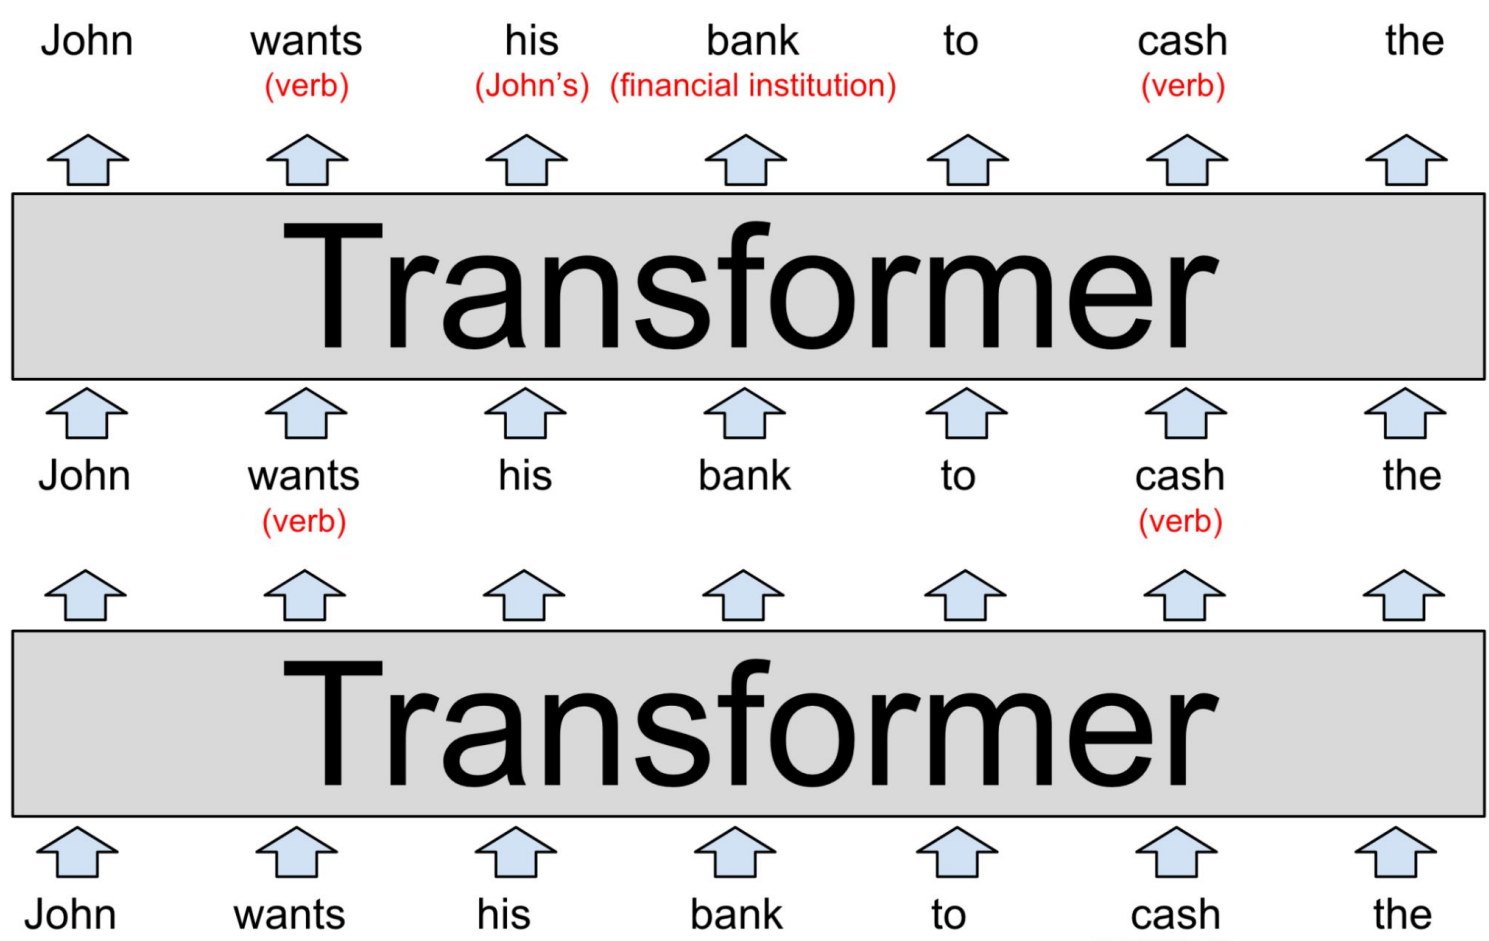 John wants his bank to cash the
(verb) (John’s) (financial institution) (verb)
Transformer
John wants his bank to cash the
(verb) (verb)
Transformer
John wants his bank to cash the